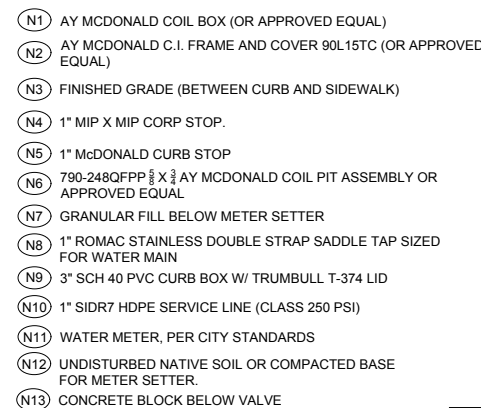 N1 AY MCDONALD COIL BOX (OR APPROVED EQUAL)
N2 AY MCDONALD C.I. FRAME AND COVER 90L15TC (OR APPROVED
EQUAL)
N3 FINISHED GRADE (BETWEEN CURB AND SIDEWALK)
N4 1" MIP X MIP CORP STOP.
N5 1" McDONALD CURB STOP
N6 790-248QFPP 5/8 X 3/4 AY MCDONALD COIL PIT ASSEMBLY OR
APPROVED EQUAL
N7 GRANULAR FILL BELOW METER SETTER
N8 1" ROMAC STAINLESS DOUBLE STRAP SADDLE TAP SIZED
FOR WATER MAIN
N9 3" SCH 40 PVC CURB BOX W/ TRUMBULL T-374 LID
N10 1" SIDR7 HDPE SERVICE LINE (CLASS 250 PSI)
N11 WATER METER, PER CITY STANDARDS
N12 UNDISTURBED NATIVE SOIL OR COMPACTED BASE
FOR METER SETTER.
N13 CONCRETE BLOCK BELOW VALVE